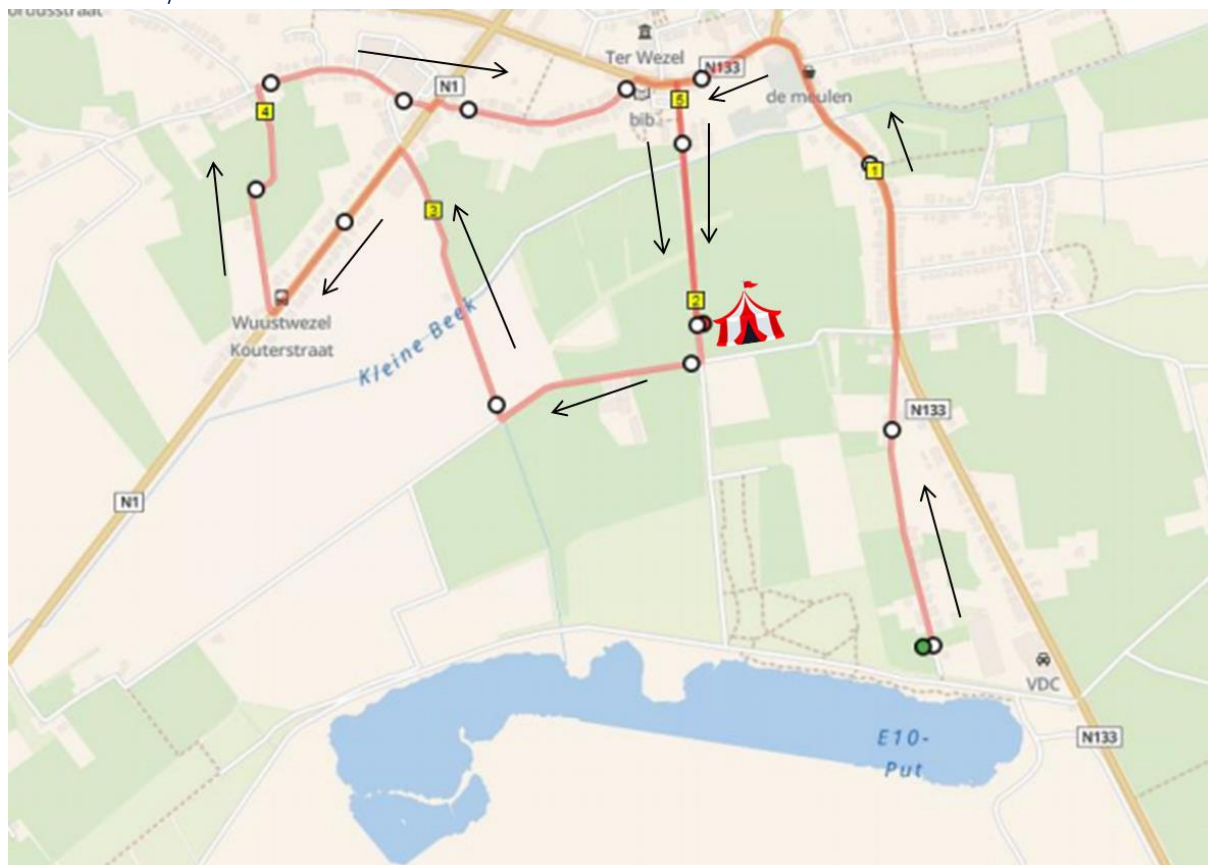 Ter Wezel
N133
N1
de meulen
bib
4
5
1
3
2
Wuustwezel
Kouterstraat
Kleine Beek
N133
N1
VDC
E10-
Put
N133